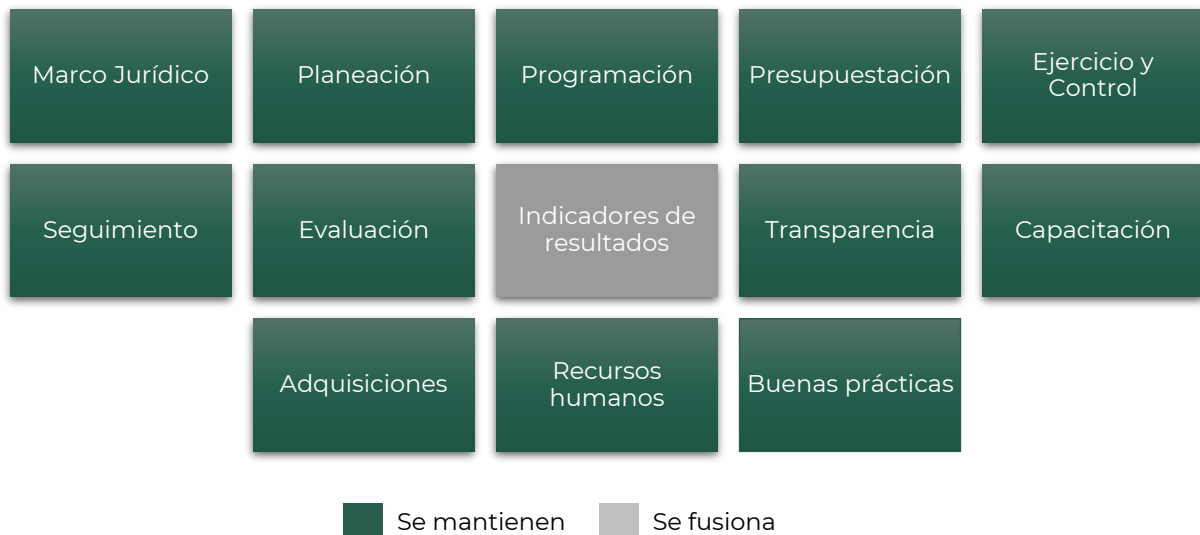 Marco Jurídico
Planeación
Programación
Presupuestación
Ejercicio y
Control
Seguimiento
Evaluación
Indicadores de
resultados
Transparencia
Capacitación
Adquisiciones
Recursos
humanos
Buenas prácticas
Se mantienen
Se fusiona